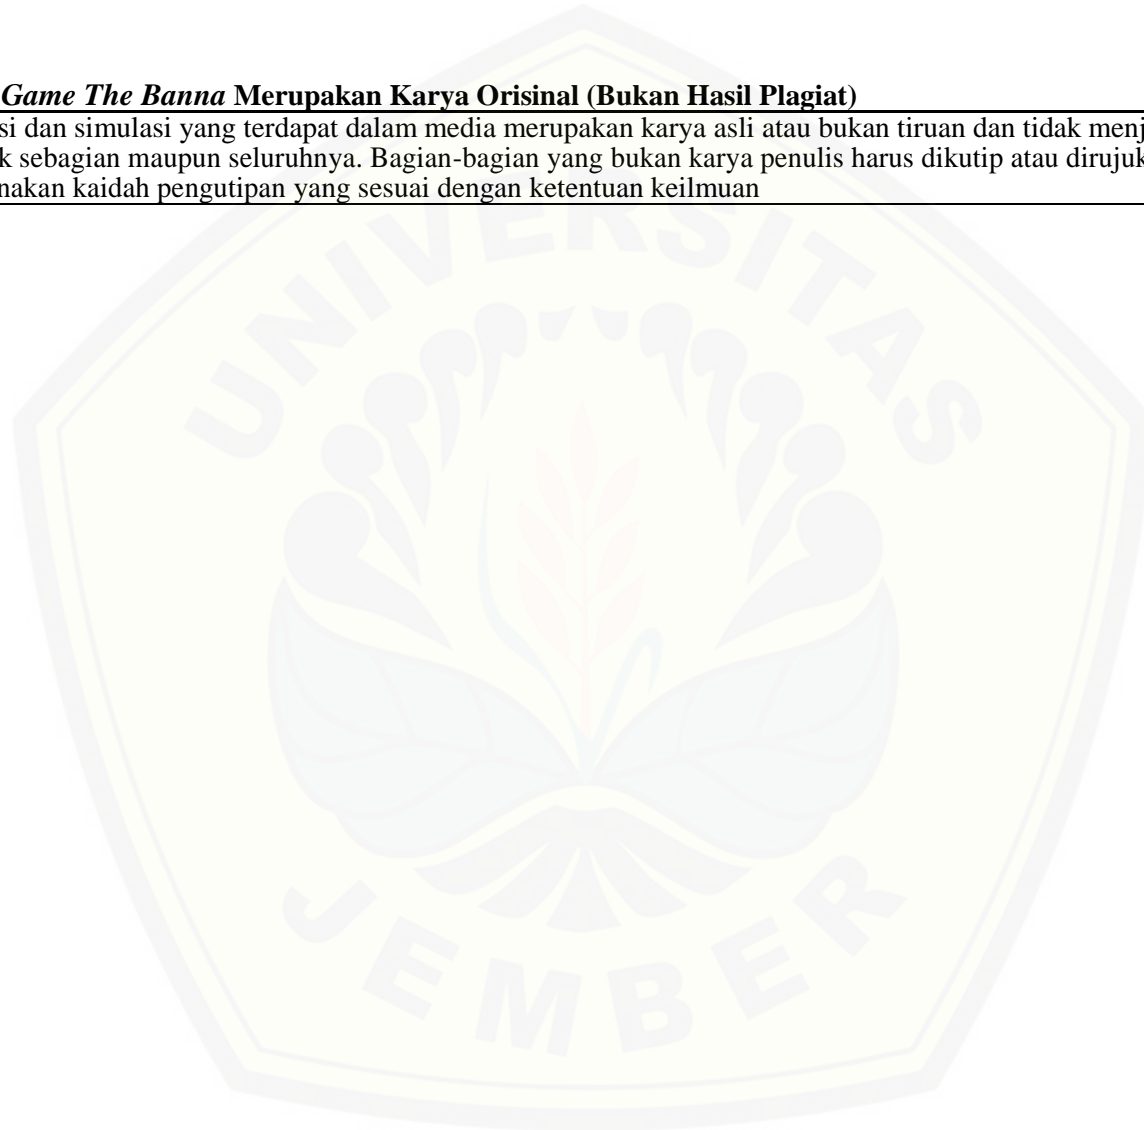 Game The Banna Merupakan Karya Orisinal (Bukan Hasil Plagiat)
si dan simulasi yang terdapat dalam media merupakan karya asli atau bukan tiruan dan tidak menj
k sebagian maupun seluruhnya. Bagian-bagian yang bukan karya penulis harus dikutip atau dirujuk
nakan kaidah pengutipan yang sesuai dengan ketentuan keilmuan
UNIVERSITAS
JEMBER